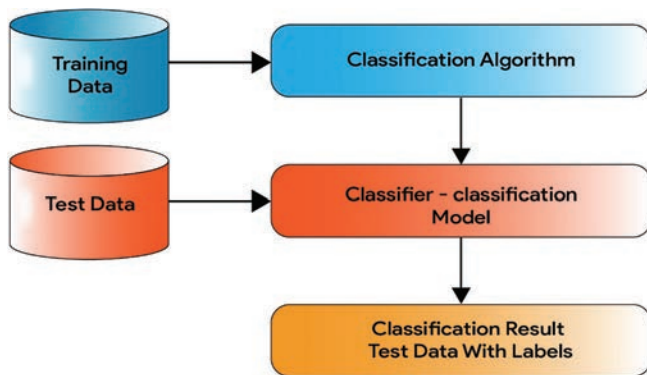 Training
Data
Classification Algorithm
Test Data
Classifier - classification
Model
Classification Result
Test Data With Labels